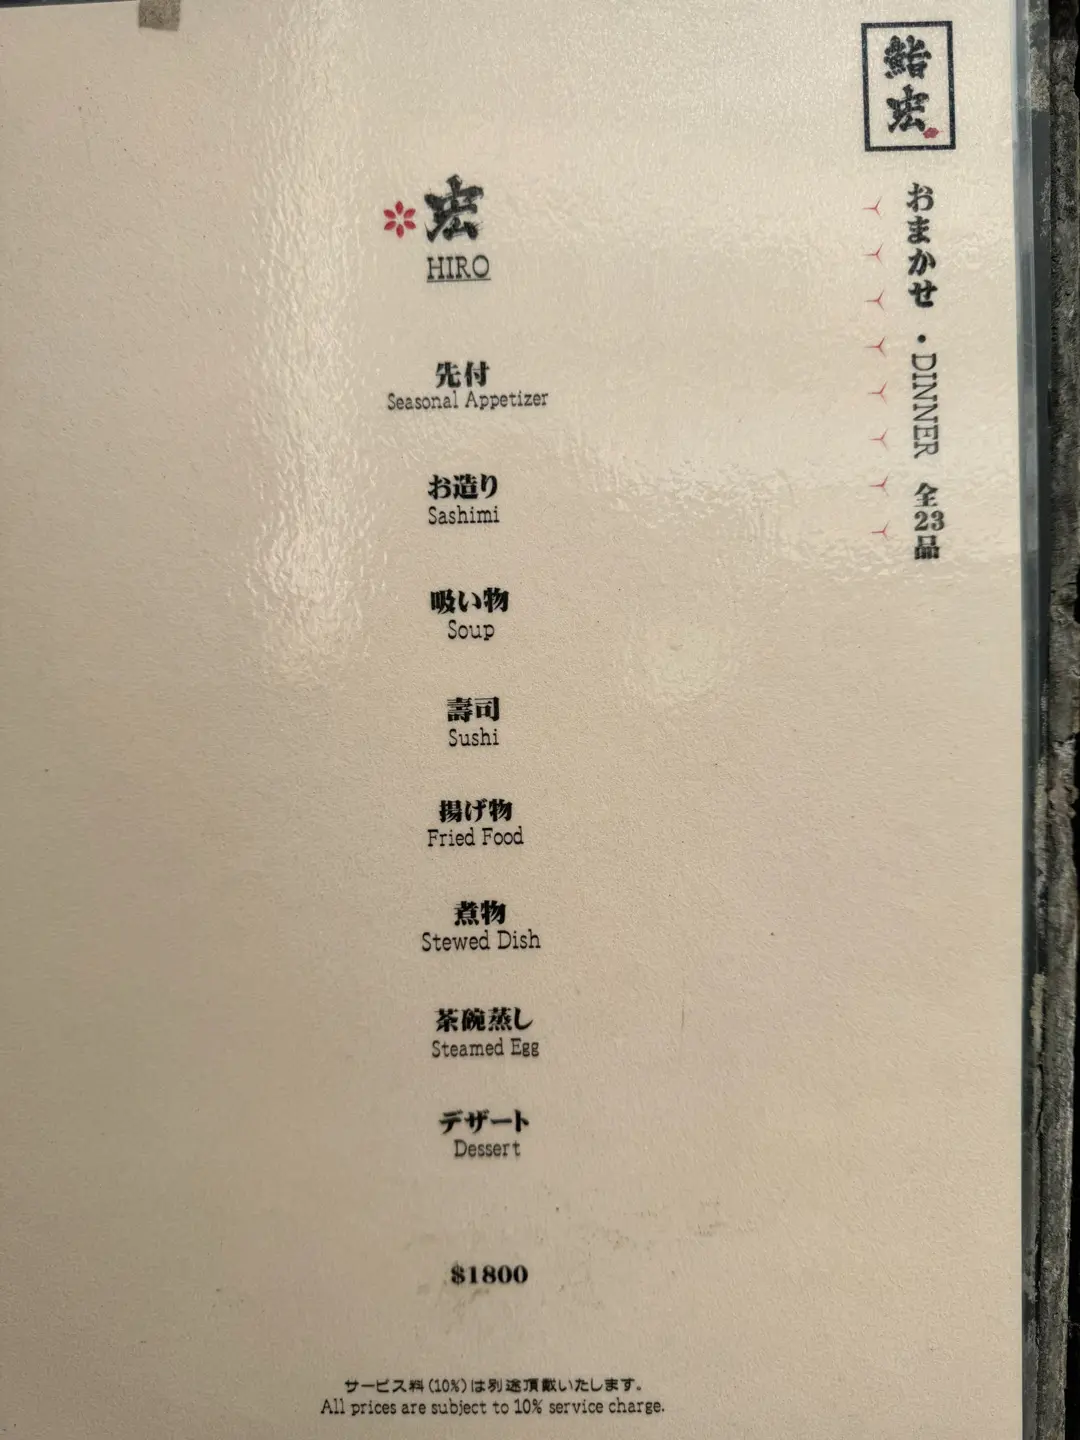 鮨
宏
おまかせ・DINNER 全23品
宏
HIRO
先付
Seasonal Appetizer
お造り
Sashimi
吸い物
Soup
壽司
Sushi
揚げ物
Fried Food
煮物
Stewed Dish
茶碗蒸し
Steamed Egg
デザート
Dessert
$1800
サービス料(10%)は別途頂戴いたします。
All prices are subject to 10% service charge.